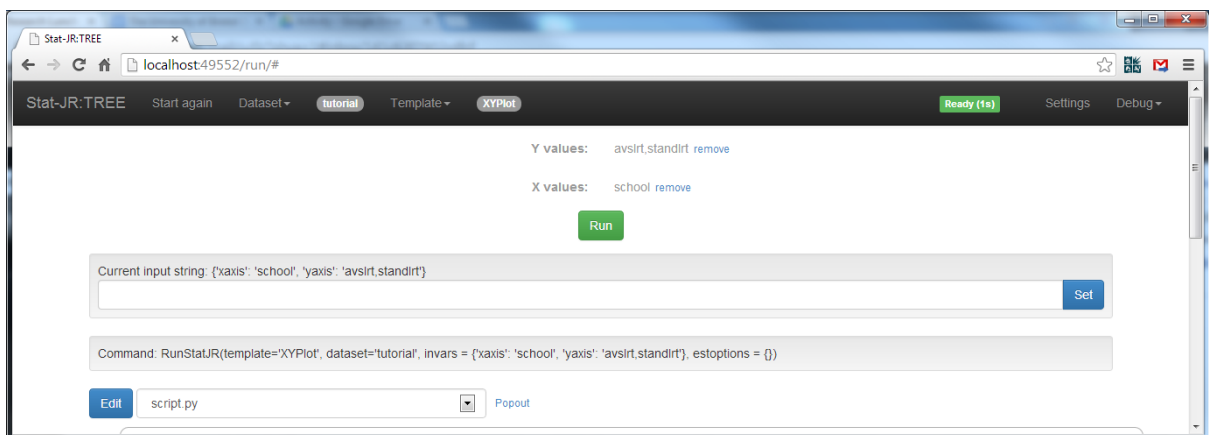 Stat-JR:TREE
localhost:49552/run/#
Stat-JR:TREE Start again Dataset tutorial Template XYPlot Ready (1s) Settings Debug
Y values: avslrt,standlrt remove
X values: school remove
Run
Current input string: {'xaxis': 'school', 'yaxis': 'avslrt,standlrt'}
Set
Command: RunStatJR(template='XYPlot', dataset='tutorial', invars = {'xaxis': 'school', 'yaxis': 'avslrt,standlrt'}, estoptions = {})
Edit script.py Popout